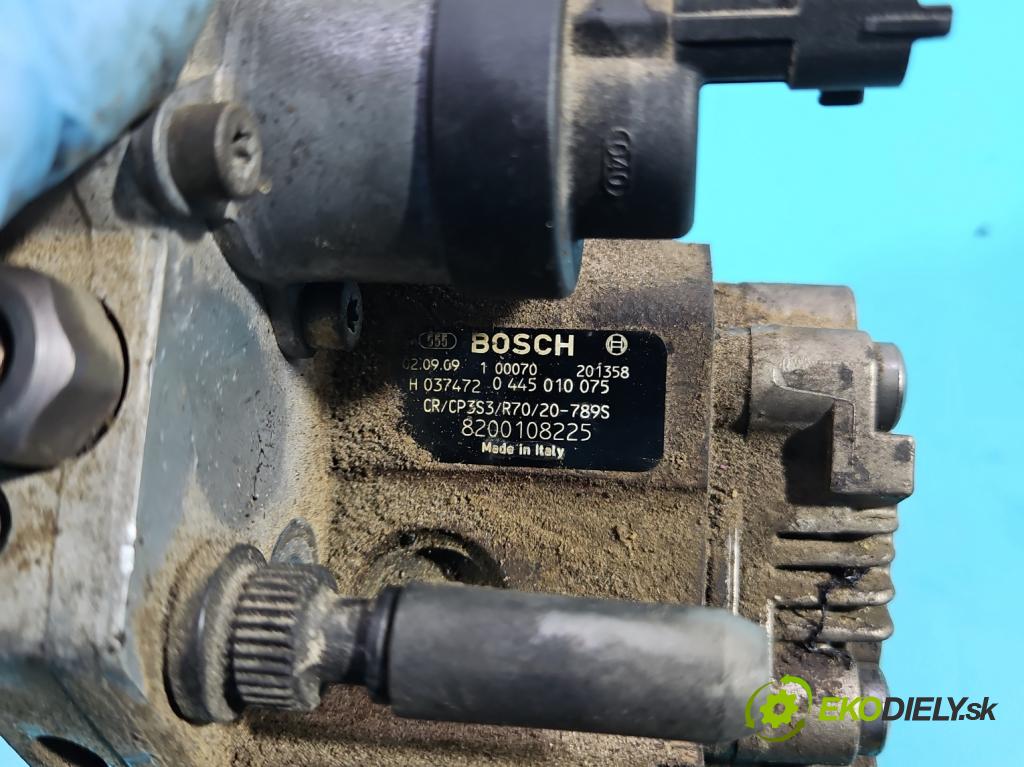 555 BOSCH
02.09.09 1 00070 201358
H 037472 0 445 010 075
CR/CP3S3/R70/20-789S
8200108225
Made in Italy
EKODIELY.sk